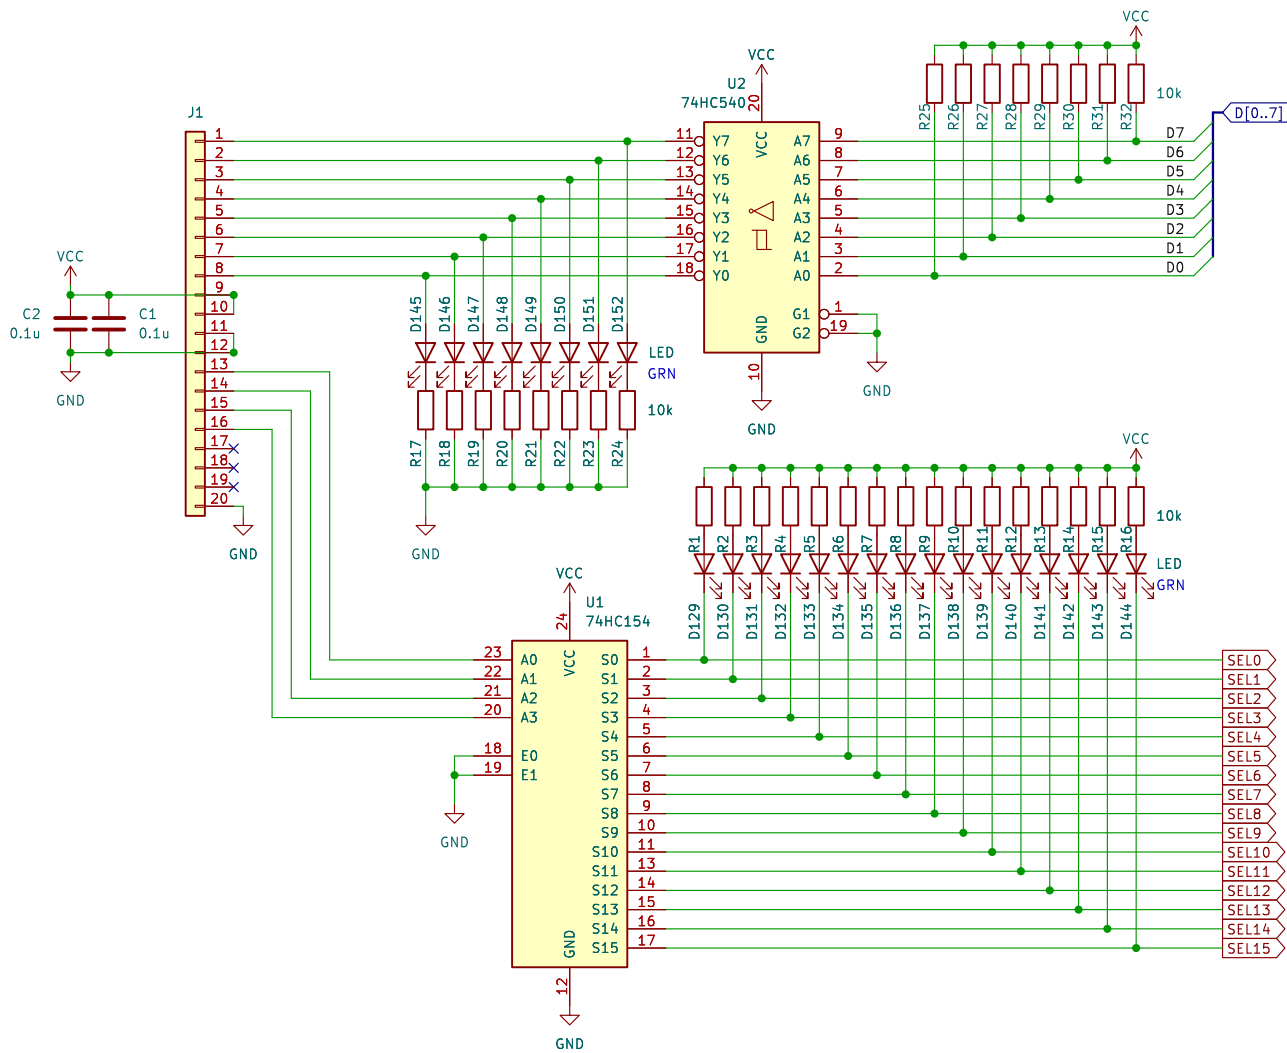 VCC
VCC
U2
74HC540
20
10k
D[0..7]
R25
R26
R27
R28
R29
R30
R31
R32
J1
1
2
3
4
5
6
7
8
9
10
11
12
13
14
15
16
17
18
19
20
11 Y7 VCC A7 9 D7
12 Y6 A6 8 D6
13 Y5 A5 7 D5
14 Y4 A4 6 D4
15 Y3 A3 5 D3
16 Y2 A2 4 D2
17 Y1 A1 3 D1
18 Y0 A0 2 D0
G1 1
G2 19
GND
10
GND
GND
VCC
C2
0.1u
C1
0.1u
GND
D145
D146
D147
D148
D149
D150
D151
D152
LED
GRN
10k
R17
R18
R19
R20
R21
R22
R23
R24
GND
GND
VCC
10k
R1
R2
R3
R4
R5
R6
R7
R8
R9
R10
R11
R12
R13
R14
R15
R16
LED
GRN
D129
D130
D131
D132
D133
D134
D135
D136
D137
D138
D139
D140
D141
D142
D143
D144
VCC
U1
74HC154
24
VCC
23 A0
22 A1
21 A2
20 A3
18 E0
19 E1
GND
S0 1 SEL0
S1 2 SEL1
S2 3 SEL2
S3 4 SEL3
S4 5 SEL4
S5 6 SEL5
S6 7 SEL6
S7 8 SEL7
S8 9 SEL8
S9 10 SEL9
S10 11 SEL10
S11 13 SEL11
S12 14 SEL12
S13 15 SEL13
S14 16 SEL14
S15 17 SEL15
GND
12
GND